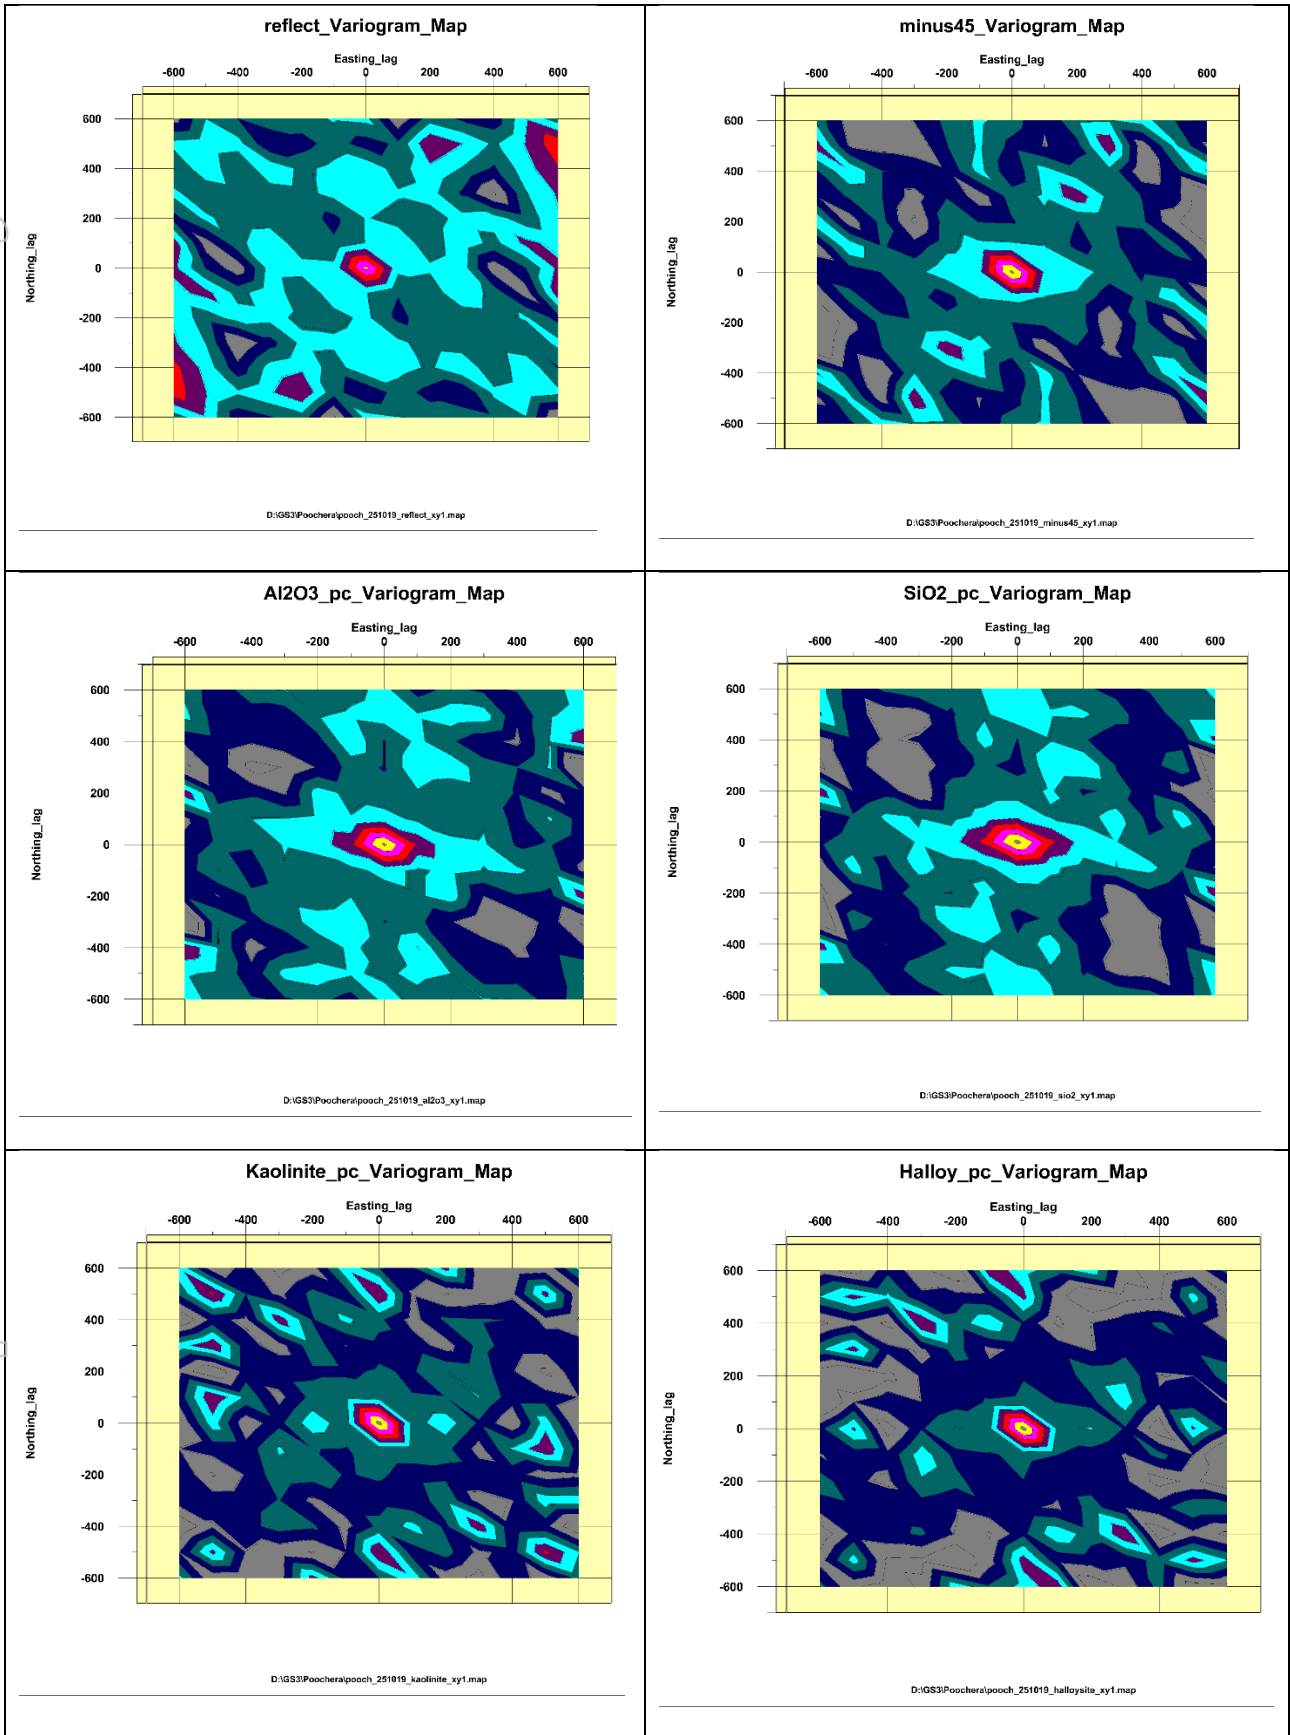 reflect_Variogram_Map
Easting_lag
-600 -400 -200 0 200 400 600
600
400
200
0
-200
-400
-600
Northing_lag
D:\GS3\Poochera\pooch_251019_reflect_xy1.map
minus45_Variogram_Map
Easting_lag
-600 -400 -200 0 200 400 600
600
400
200
0
-200
-400
-600
Northing_lag
D:\GS3\Poochera\pooch_251019_minus45_xy1.map
Al2O3_pc_Variogram_Map
Easting_lag
-600 -400 -200 0 200 400 600
600
400
200
0
-200
-400
-600
Northing_lag
D:\GS3\Poochera\pooch_251019_al2o3_xy1.map
SiO2_pc_Variogram_Map
Easting_lag
-600 -400 -200 0 200 400 600
600
400
200
0
-200
-400
-600
Northing_lag
D:\GS3\Poochera\pooch_251019_sio2_xy1.map
Kaolinite_pc_Variogram_Map
Easting_lag
-600 -400 -200 0 200 400 600
600
400
200
0
-200
-400
-600
Northing_lag
D:\GS3\Poochera\pooch_251019_kaolinite_xy1.map
Halloy_pc_Variogram_Map
Easting_lag
-600 -400 -200 0 200 400 600
600
400
200
0
-200
-400
-600
Northing_lag
D:\GS3\Poochera\pooch_251019_halloysite_xy1.map